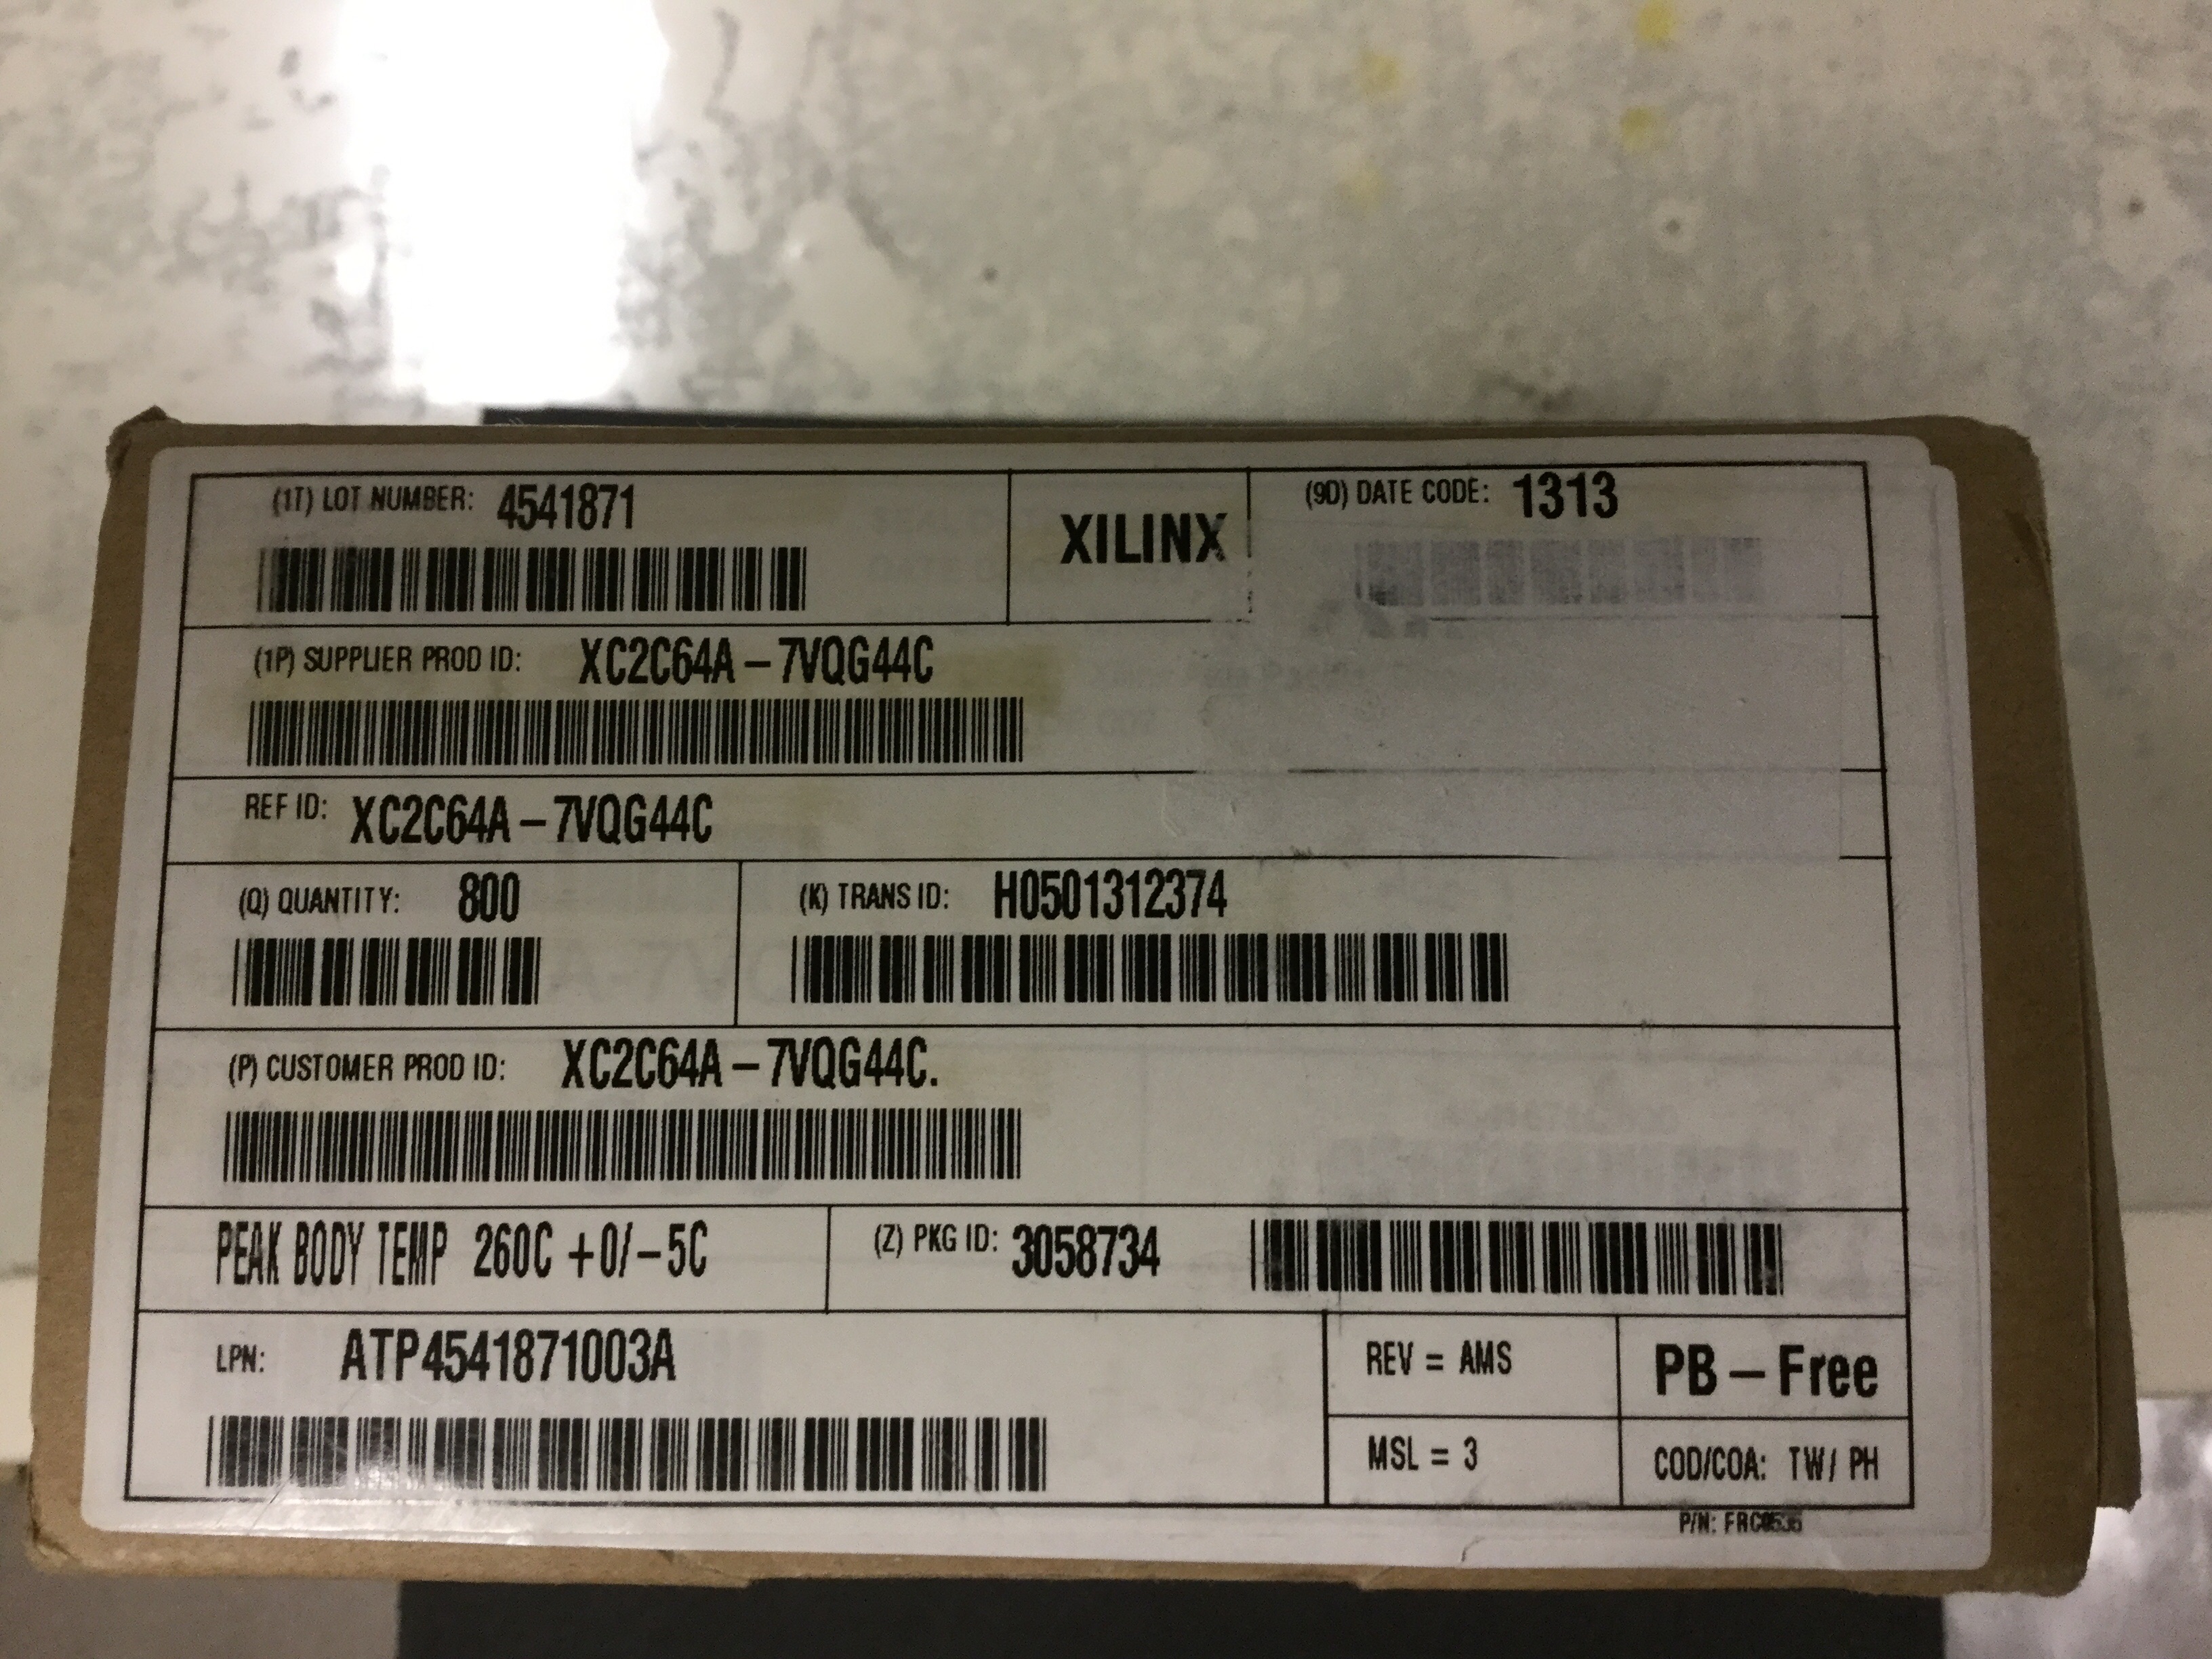 (1T) LOT NUMBER: 4541871
XILINX
(9D) DATE CODE: 1313
(1P) SUPPLIER PROD ID: XC2C64A-7VQG44C
REF ID: XC2C64A-7VQG44C
(Q) QUANTITY: 800
(K) TRANS ID: H0501312374
(P) CUSTOMER PROD ID: XC2C64A-7VQG44C.
PEAK BODY TEMP 260C +0/-5C
(Z) PKG ID: 3058734
LPN: ATP4541871003A
REV = AMS
PB-Free
MSL = 3
COD/COA: TW/ PH
P/N: